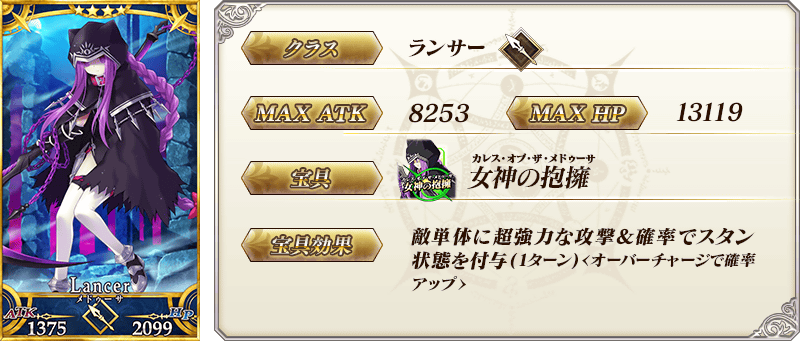 Lancer
メドゥーサ
ATK
HP
1375
2099
クラス
ランサー
MAX ATK
8253
MAX HP
13119
宝具
女神の抱擁
カレス・オブ・ザ・メドゥーサ
女神の抱擁
宝具効果
敵単体に超強力な攻撃&確率でスタン
状態を付与(1ターン)<オーバーチャージで確率
アップ>